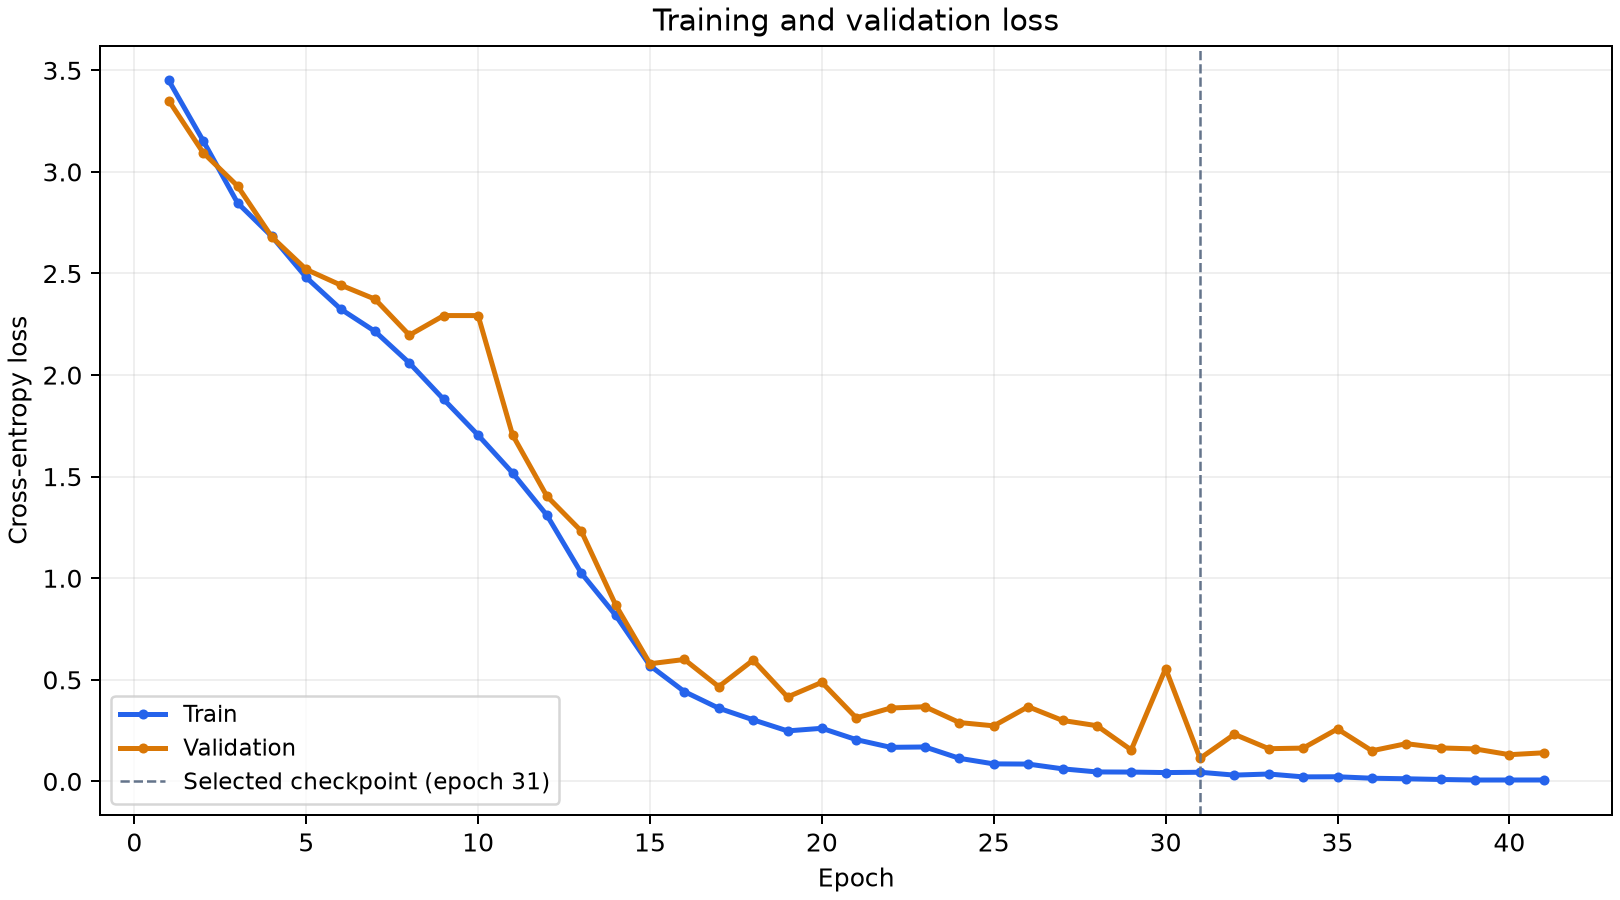 Training and validation loss
3.5
3.0
2.5
2.0
1.5
1.0
0.5
0.0
Cross-entropy loss
Train
Validation
Selected checkpoint (epoch 31)
0 5 10 15 20 25 30 35 40
Epoch